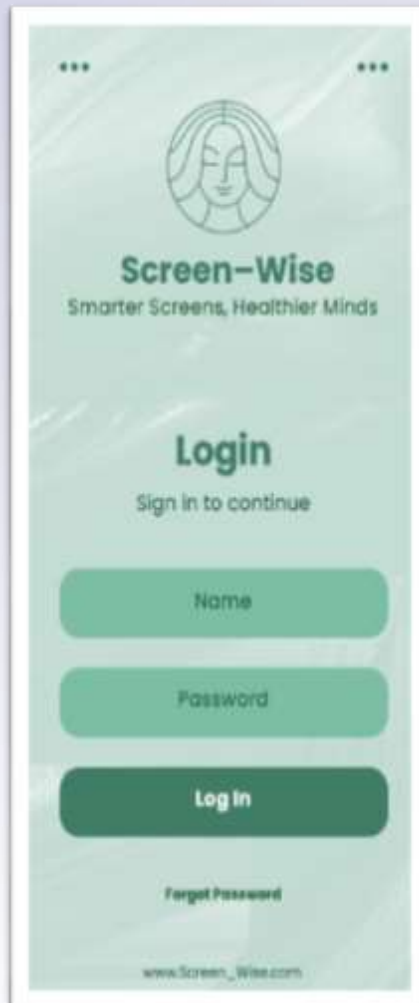 Screen-Wise
Smarter Screens, Healthier Minds
Login
Sign in to continue
Name
Password
Log In
Forgot Password
www.Screen_Wise.com